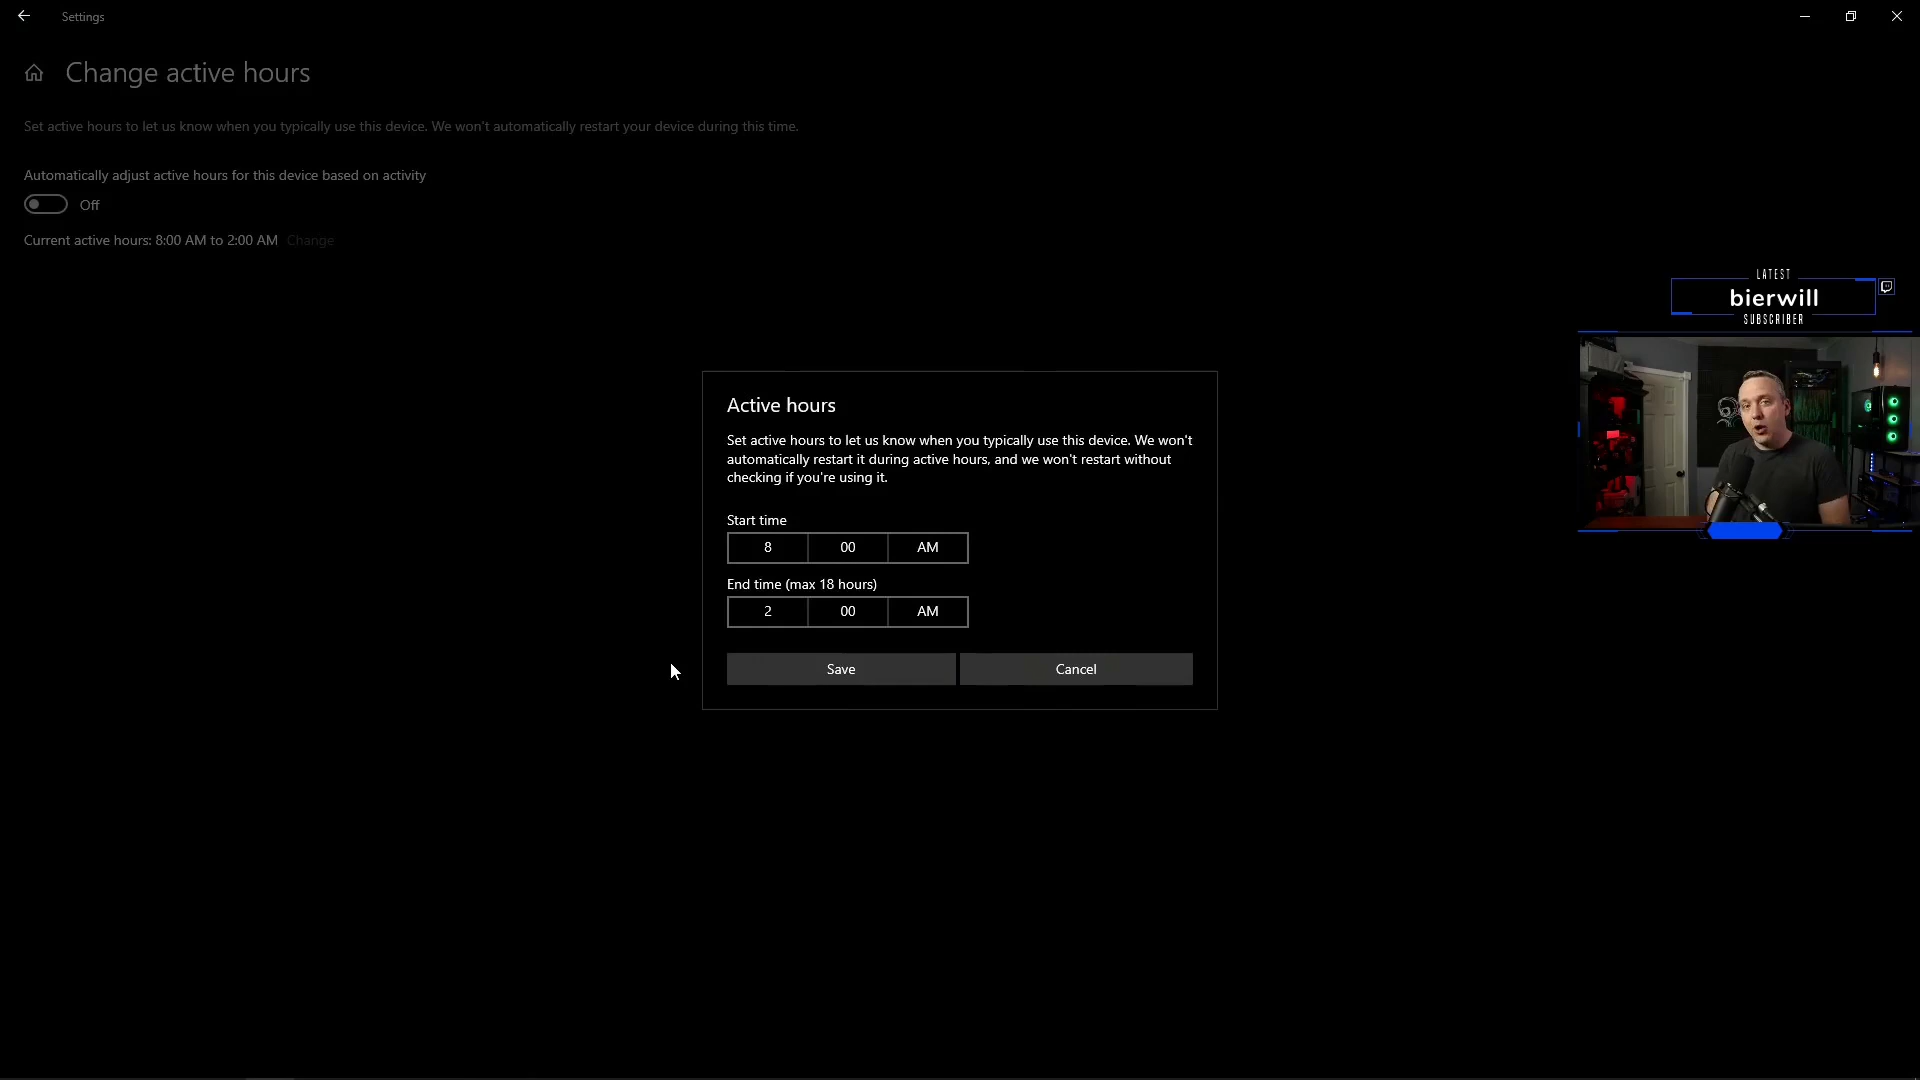 Settings
Change active hours
Set active hours to let us know when you typically use this device. We won't automatically restart your device during this time.
Automatically adjust active hours for this device based on activity
Off
Current active hours: 8:00 AM to 2:00 AM Change
LATEST
bierwill
SUBSCRIBER
Active hours
Set active hours to let us know when you typically use this device. We won't
automatically restart it during active hours, and we won't restart without
checking if you're using it.
Start time
8 00 AM
End time (max 18 hours)
2 00 AM
Save Cancel